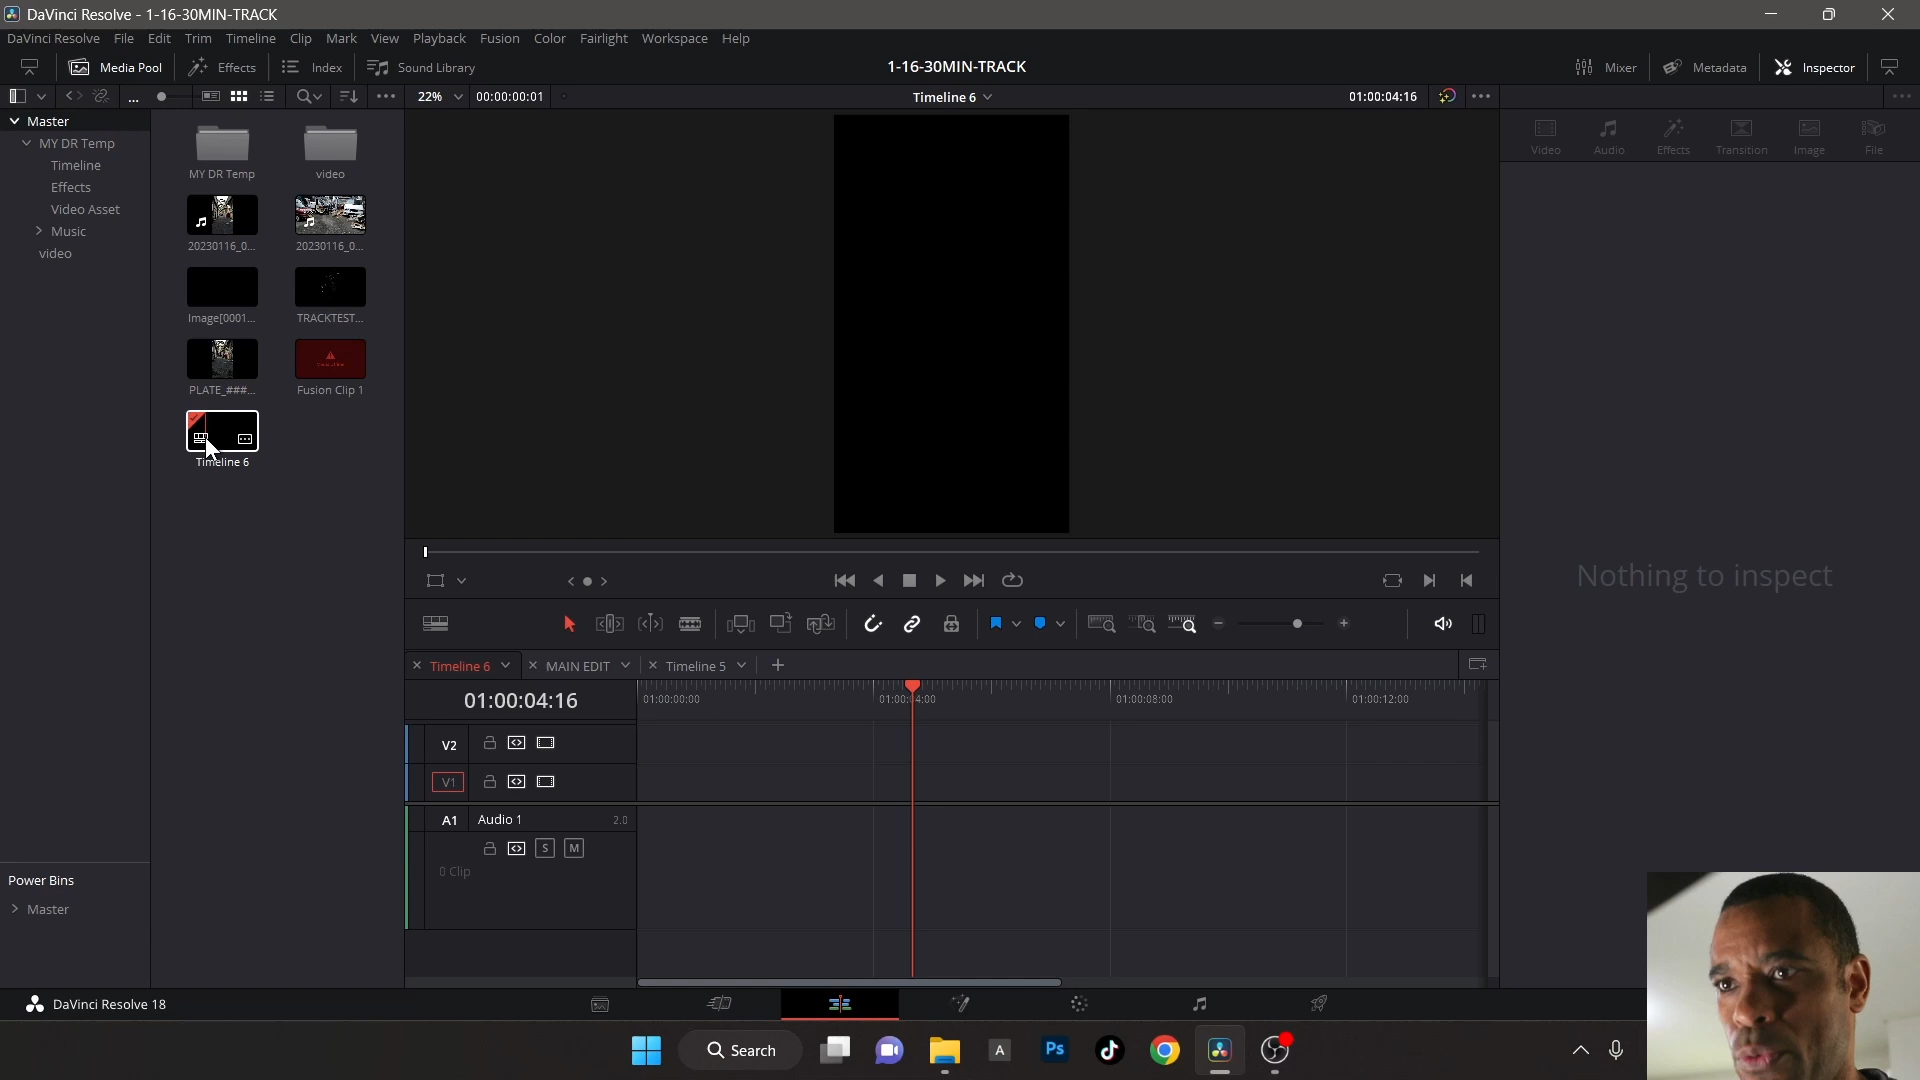 DaVinci Resolve - 1-16-30MIN-TRACK
DaVinci Resolve File Edit Trim Timeline Clip Mark View Playback Fusion Color Fairlight Workspace Help
Media Pool Effects Index Sound Library 1-16-30MIN-TRACK Mixer Metadata Inspector
22% 00:00:00:01 Timeline 6 01:00:04:16
Master
MY DR Temp
Timeline
Effects
Video Asset
Music
video
MY DR Temp video
20230116_0... 20230116_0...
Image[0001... TRACKTEST...
PLATE_###... Fusion Clip 1
Timeline 6
Video Audio Effects Transition Image File
Nothing to inspect
Timeline 6 MAIN EDIT Timeline 5
01:00:04:16 01:00:00:00 01:00:04:00 01:00:08:00 01:00:12:00
V2
V1
A1 Audio 1 2.0
S M
0 Clip
Power Bins
Master
DaVinci Resolve 18
Search A Ps